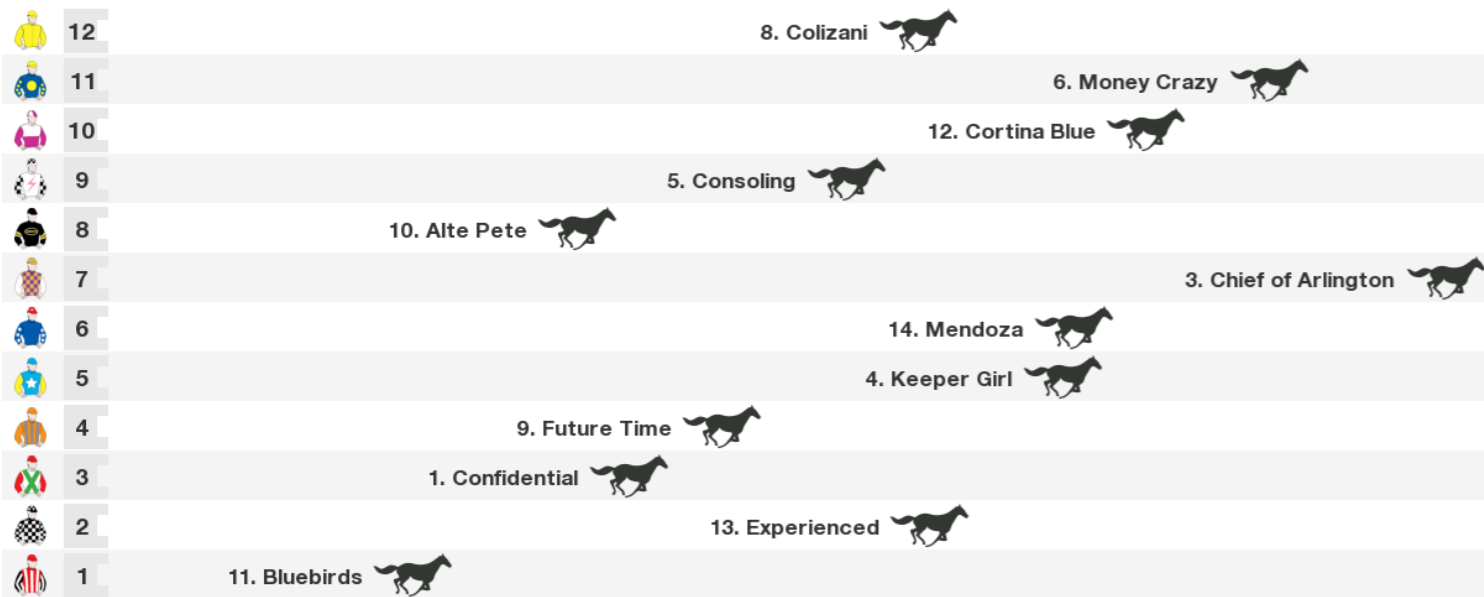 12 8. Colizani
11 6. Money Crazy
10 12. Cortina Blue
9 5. Consoling
8 10. Alte Pete
7 3. Chief of Arlington
6 14. Mendoza
5 4. Keeper Girl
4 9. Future Time
3 1. Confidential
2 13. Experienced
1 11. Bluebirds